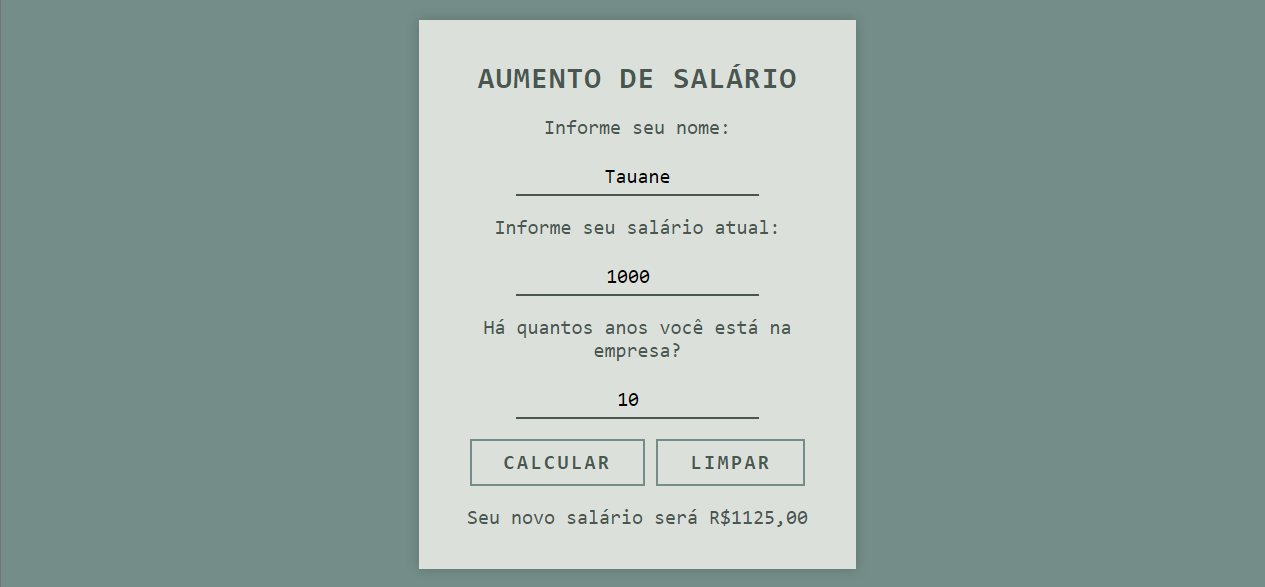 AUMENTO DE SALÁRIO
Informe seu nome:
Tauane
Informe seu salário atual:
1000
Há quantos anos você está na
empresa?
10
CALCULAR
LIMPAR
Seu novo salário será R$1125,00